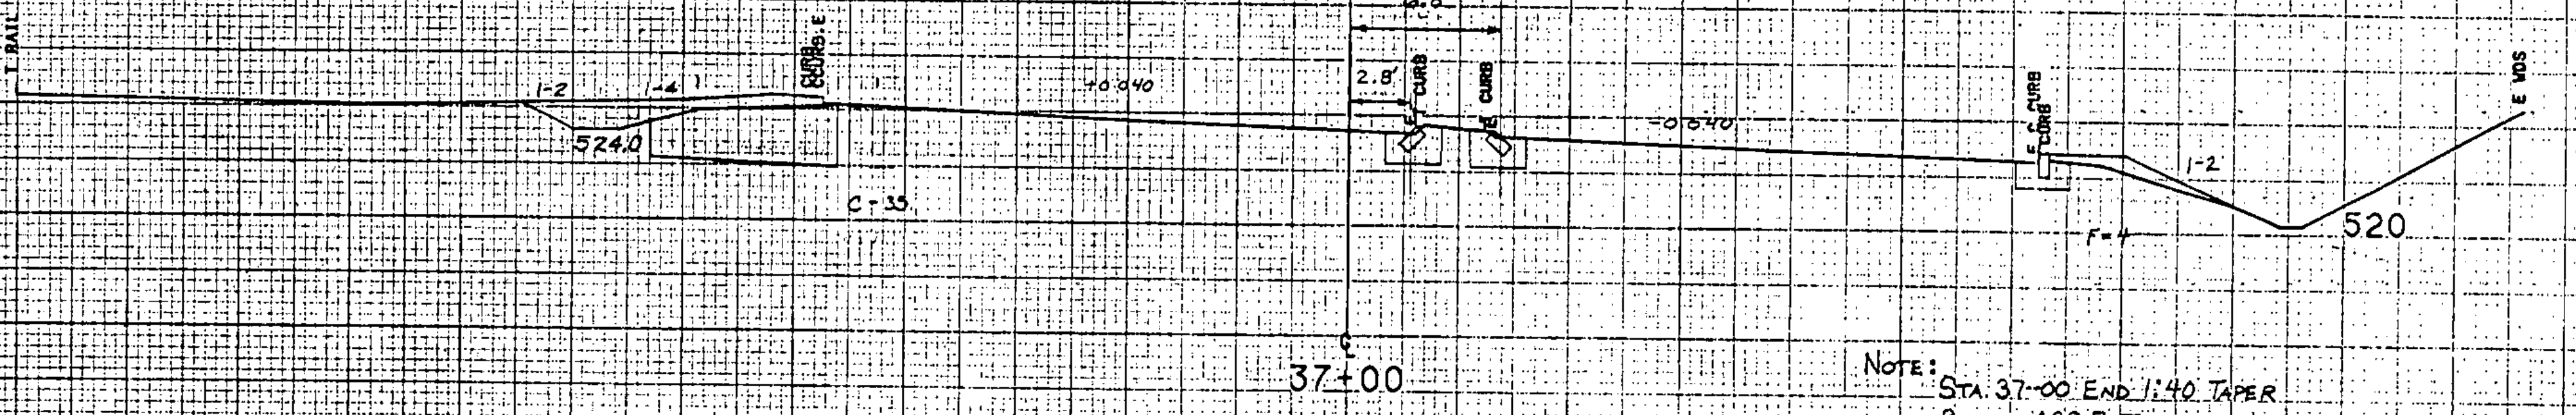 T RAIL
CURB
1-2
1-4
+0.040
2.8'
E CURB
E CURB
-0.040
E CURB
CURB
1-2
E WDS
524.0
520
C-35
F=4
℄
37+00
NOTE:
STA. 37+00 END 1:40 TAPER